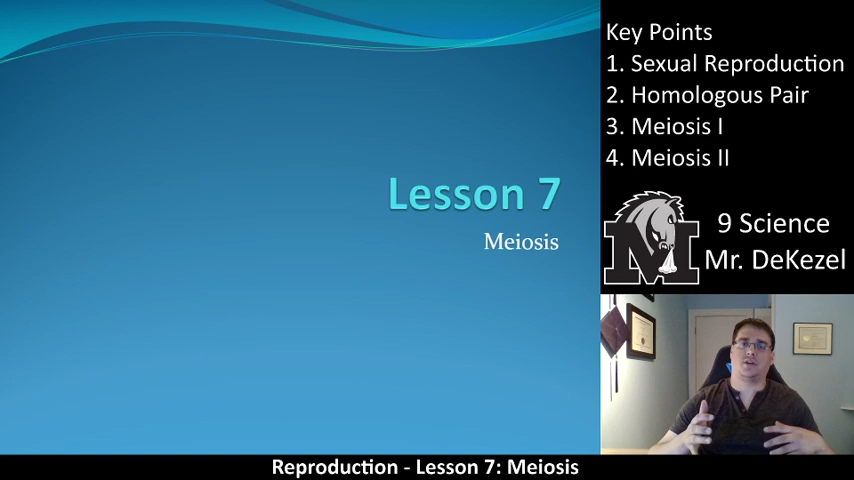 Lesson 7
Meiosis
Key Points
1. Sexual Reproduction
2. Homologous Pair
3. Meiosis I
4. Meiosis II
M
9 Science
Mr. DeKezel
Reproduction - Lesson 7: Meiosis